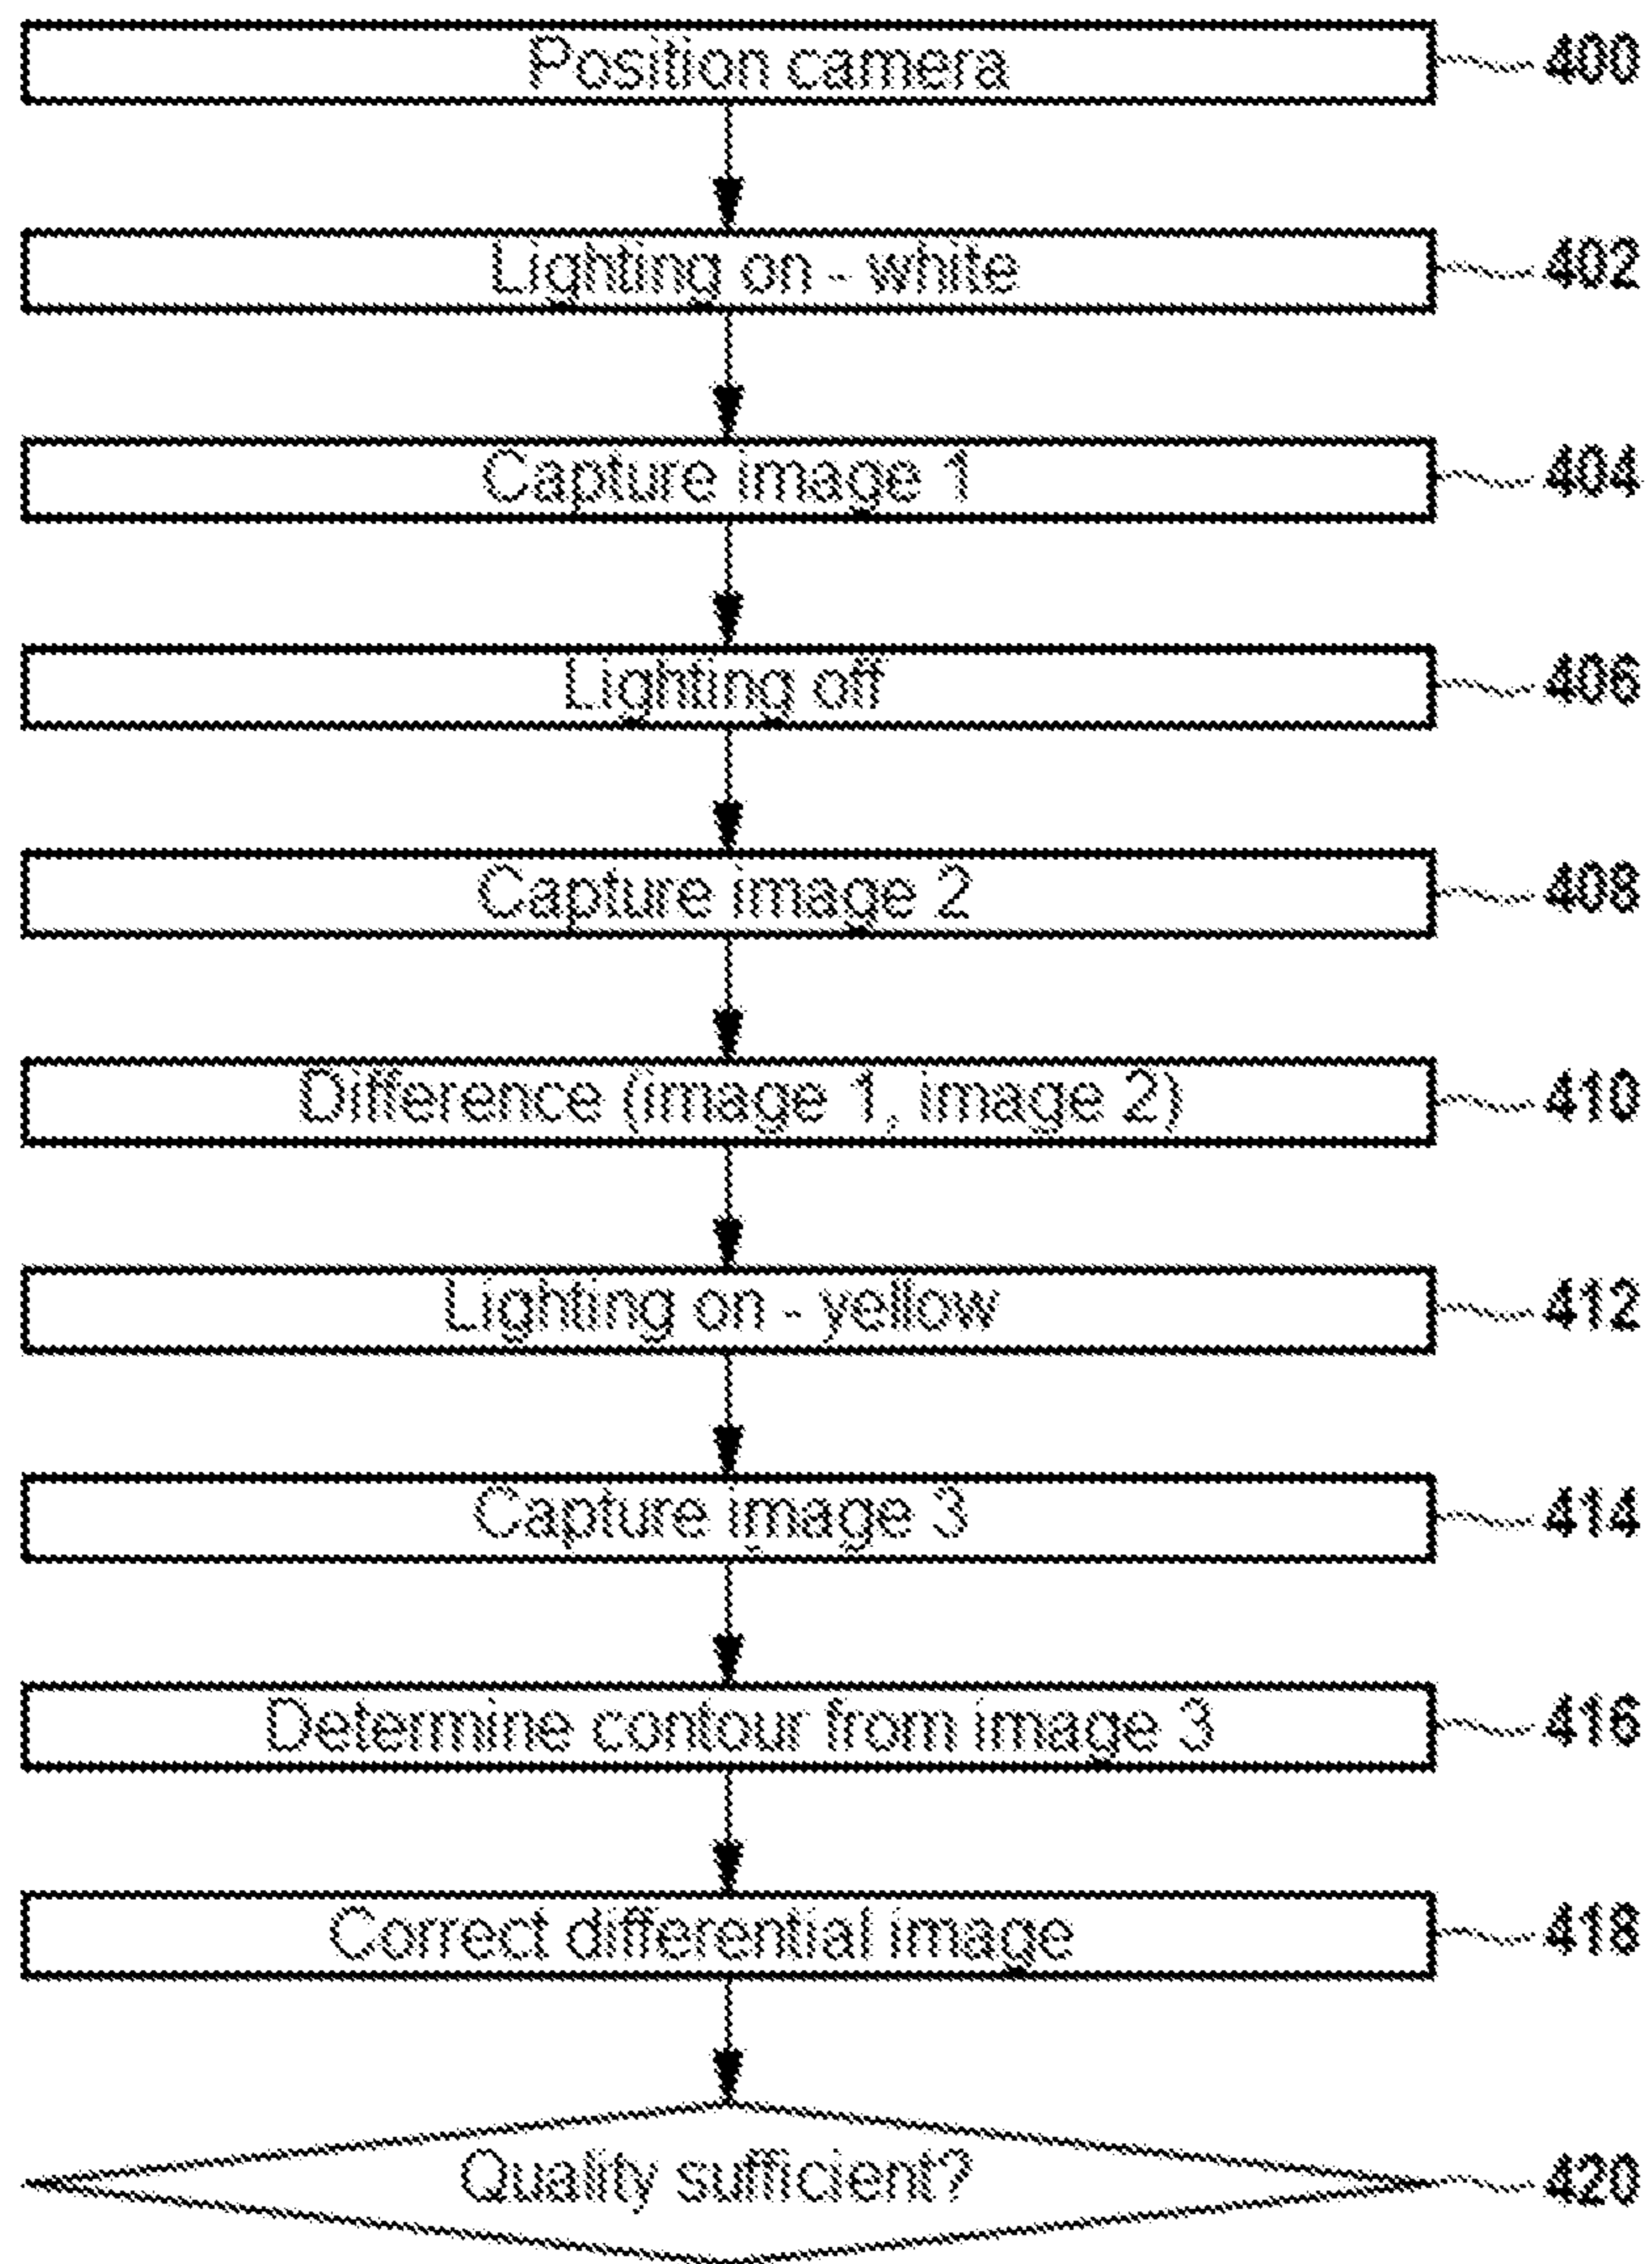 Position camera 400
Lighting on - white 402
Capture image 1 404
Lighting off 406
Capture image 2 408
Difference (image 1, image 2) 410
Lighting on - yellow 412
Capture image 3 414
Determine contour from image 3 416
Correct differential image 418
Quality sufficient? 420